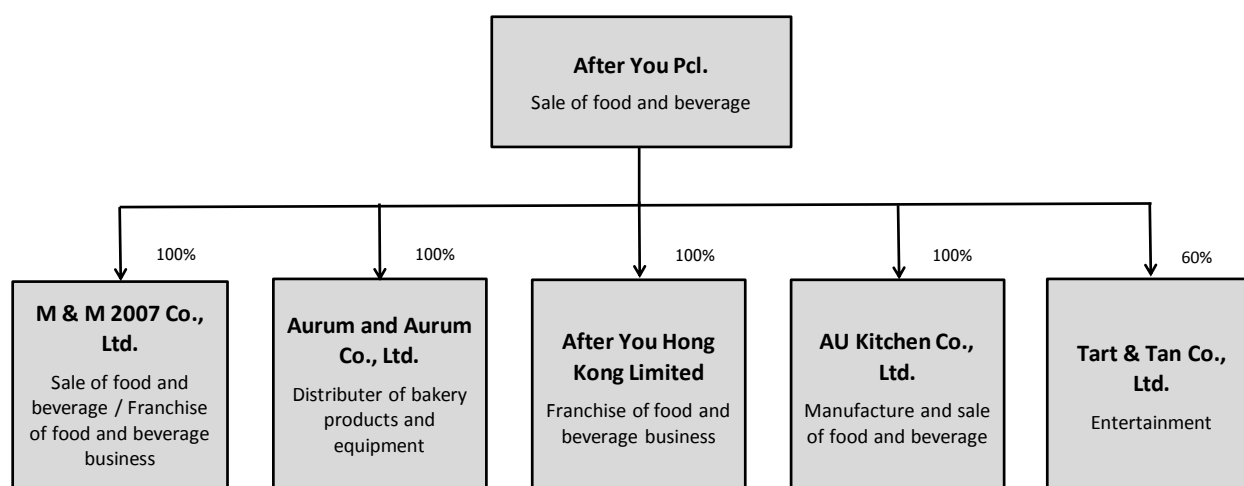 After You Pcl.
Sale of food and beverage
100%
100%
100%
100%
60%
M & M 2007 Co.,
Ltd.
Sale of food and
beverage / Franchise
of food and beverage
business
Aurum and Aurum
Co., Ltd.
Distributer of bakery
products and
equipment
After You Hong
Kong Limited
Franchise of food and
beverage business
AU Kitchen Co.,
Ltd.
Manufacture and sale
of food and beverage
Tart & Tan Co.,
Ltd.
Entertainment